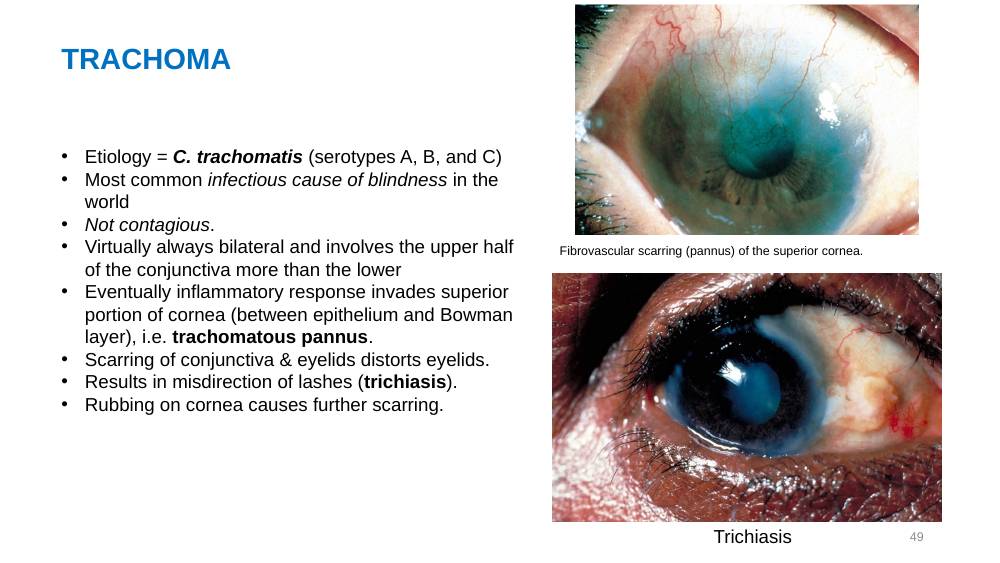 TRACHOMA
• Etiology = C. trachomatis (serotypes A, B, and C)
• Most common infectious cause of blindness in the
world
• Not contagious.
• Virtually always bilateral and involves the upper half
of the conjunctiva more than the lower
• Eventually inflammatory response invades superior
portion of cornea (between epithelium and Bowman
layer), i.e. trachomatous pannus.
• Scarring of conjunctiva & eyelids distorts eyelids.
• Results in misdirection of lashes (trichiasis).
• Rubbing on cornea causes further scarring.
Fibrovascular scarring (pannus) of the superior cornea.
Trichiasis
49